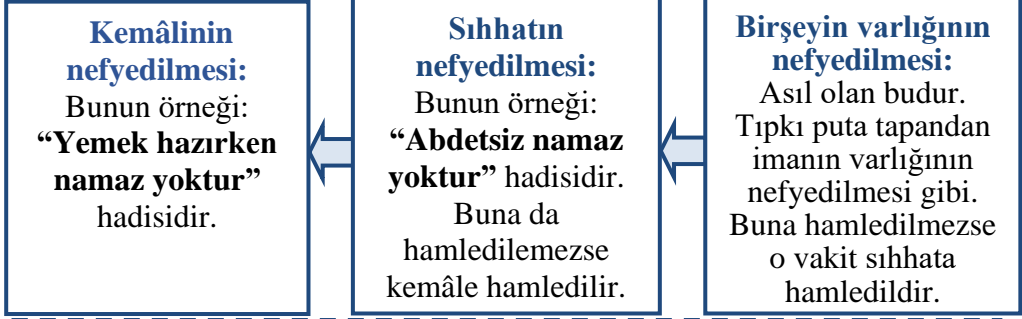 Kemâlinin
nefyedilmesi:
Bunun örneği:
“Yemek hazırken
namaz yoktur”
hadisidir.
Sıhhatın
nefyedilmesi:
Bunun örneği:
“Abdetsiz namaz
yoktur” hadisidir.
Buna da
hamledilemezse
kemâle hamledilir.
Birşeyin varlığının
nefyedilmesi:
Asıl olan budur.
Tıpkı puta tapandan
imanın varlığının
nefyedilmesi gibi.
Buna hamledilmezse
o vakit sıhhata
hamledildir.